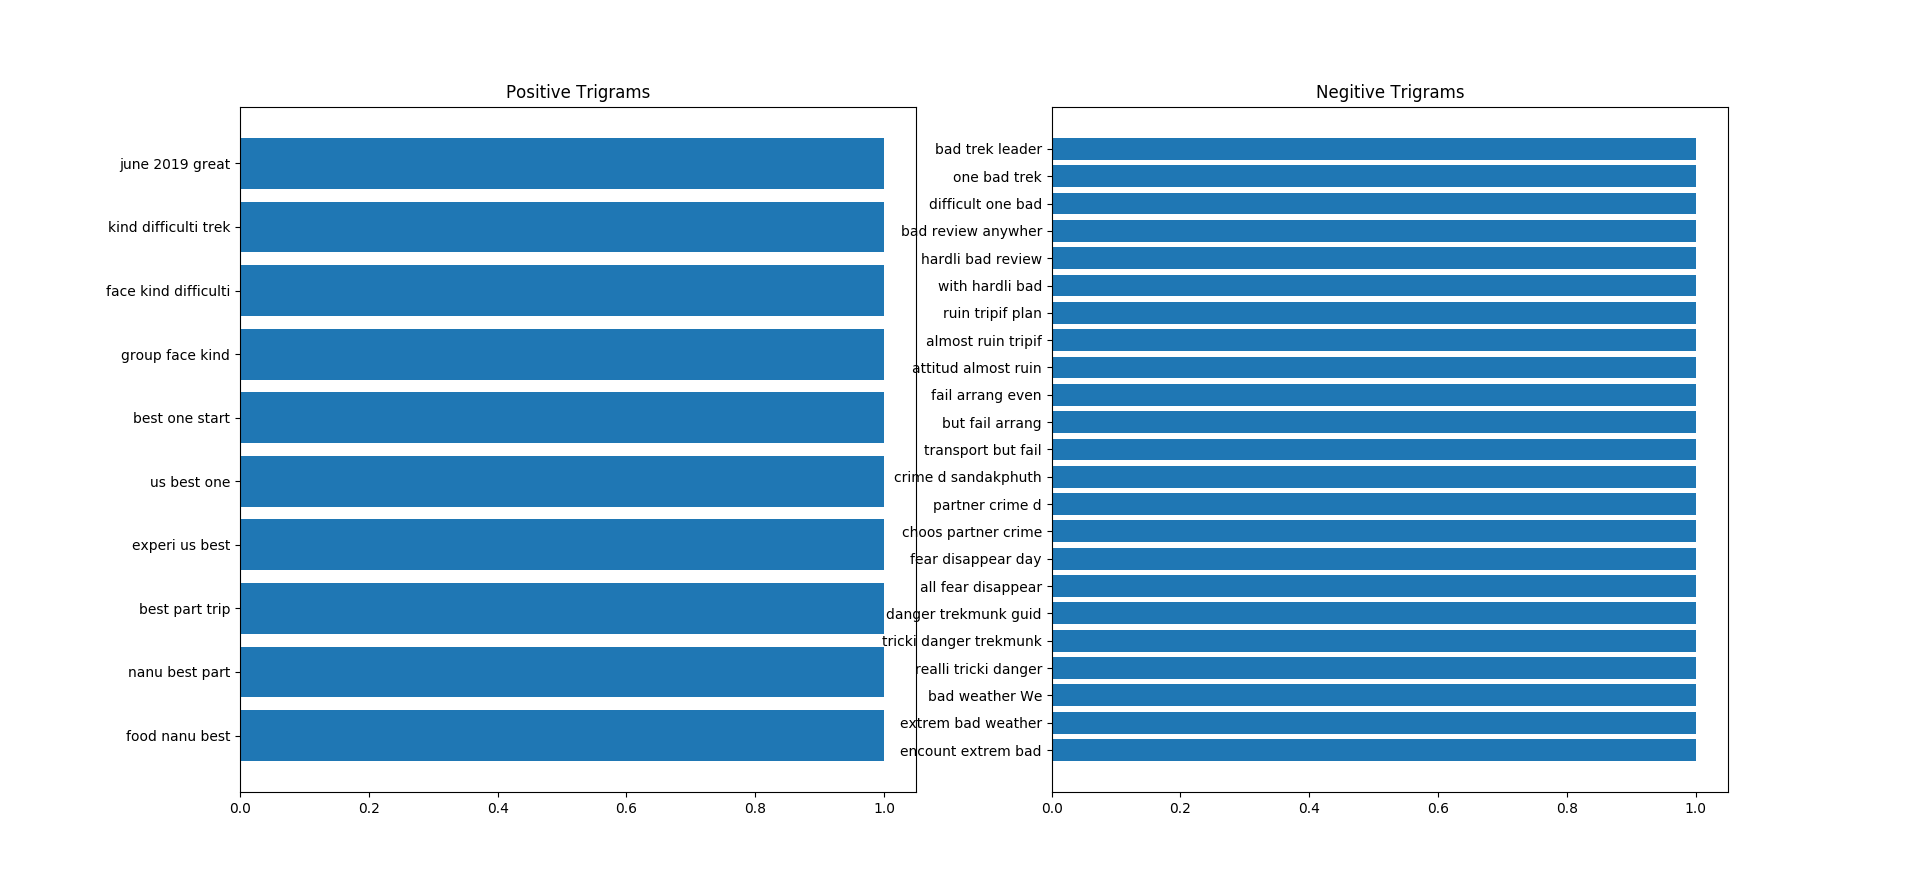 Positive Trigrams
june 2019 great
kind difficulti trek
face kind difficulti
group face kind
best one start
us best one
experi us best
best part trip
nanu best part
food nanu best
0.0 0.2 0.4 0.6 0.8 1.0
Negitive Trigrams
bad trek leader
one bad trek
difficult one bad
bad review anywher
hardli bad review
with hardli bad
ruin tripif plan
almost ruin tripif
attitud almost ruin
fail arrang even
but fail arrang
transport but fail
crime d sandakphuth
partner crime d
choos partner crime
fear disappear day
all fear disappear
danger trekmunk guid
tricki danger trekmunk
realli tricki danger
bad weather We
extrem bad weather
encount extrem bad
0.0 0.2 0.4 0.6 0.8 1.0